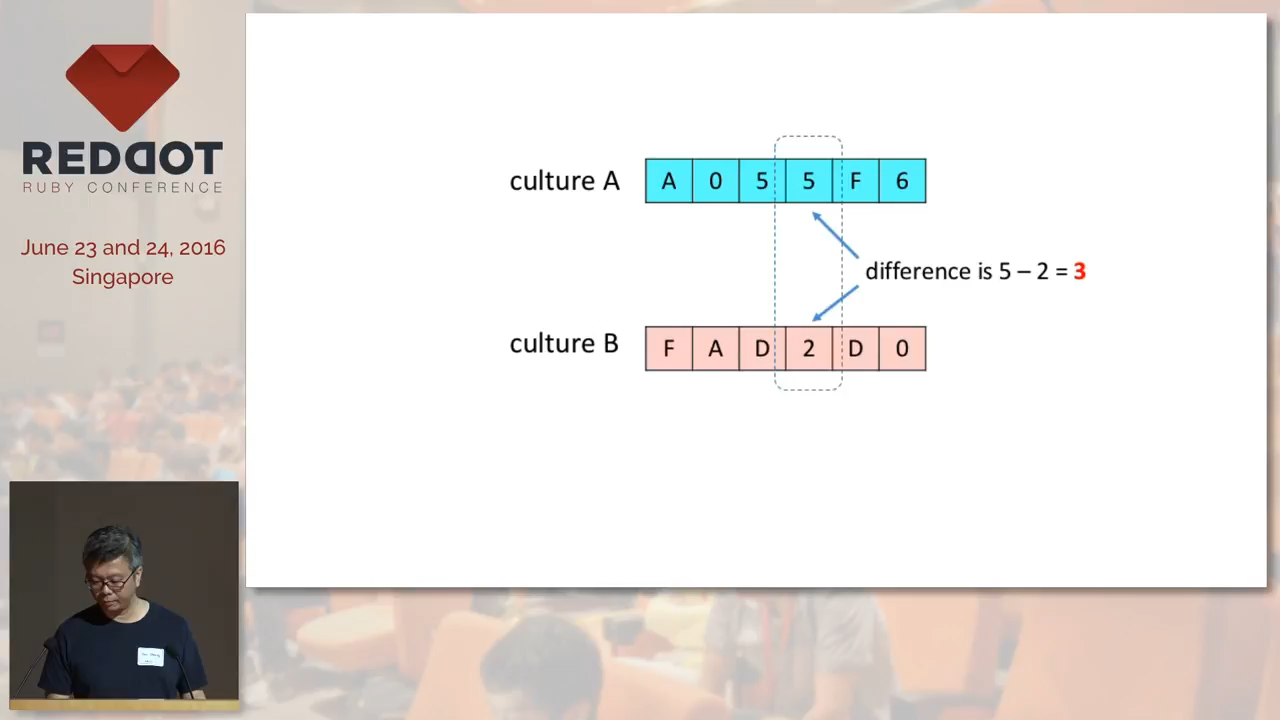 REDDOT
RUBY CONFERENCE
June 23 and 24, 2016
Singapore
culture A
A 0 5 5 F 6
difference is 5 – 2 = 3
culture B
F A D 2 D 0